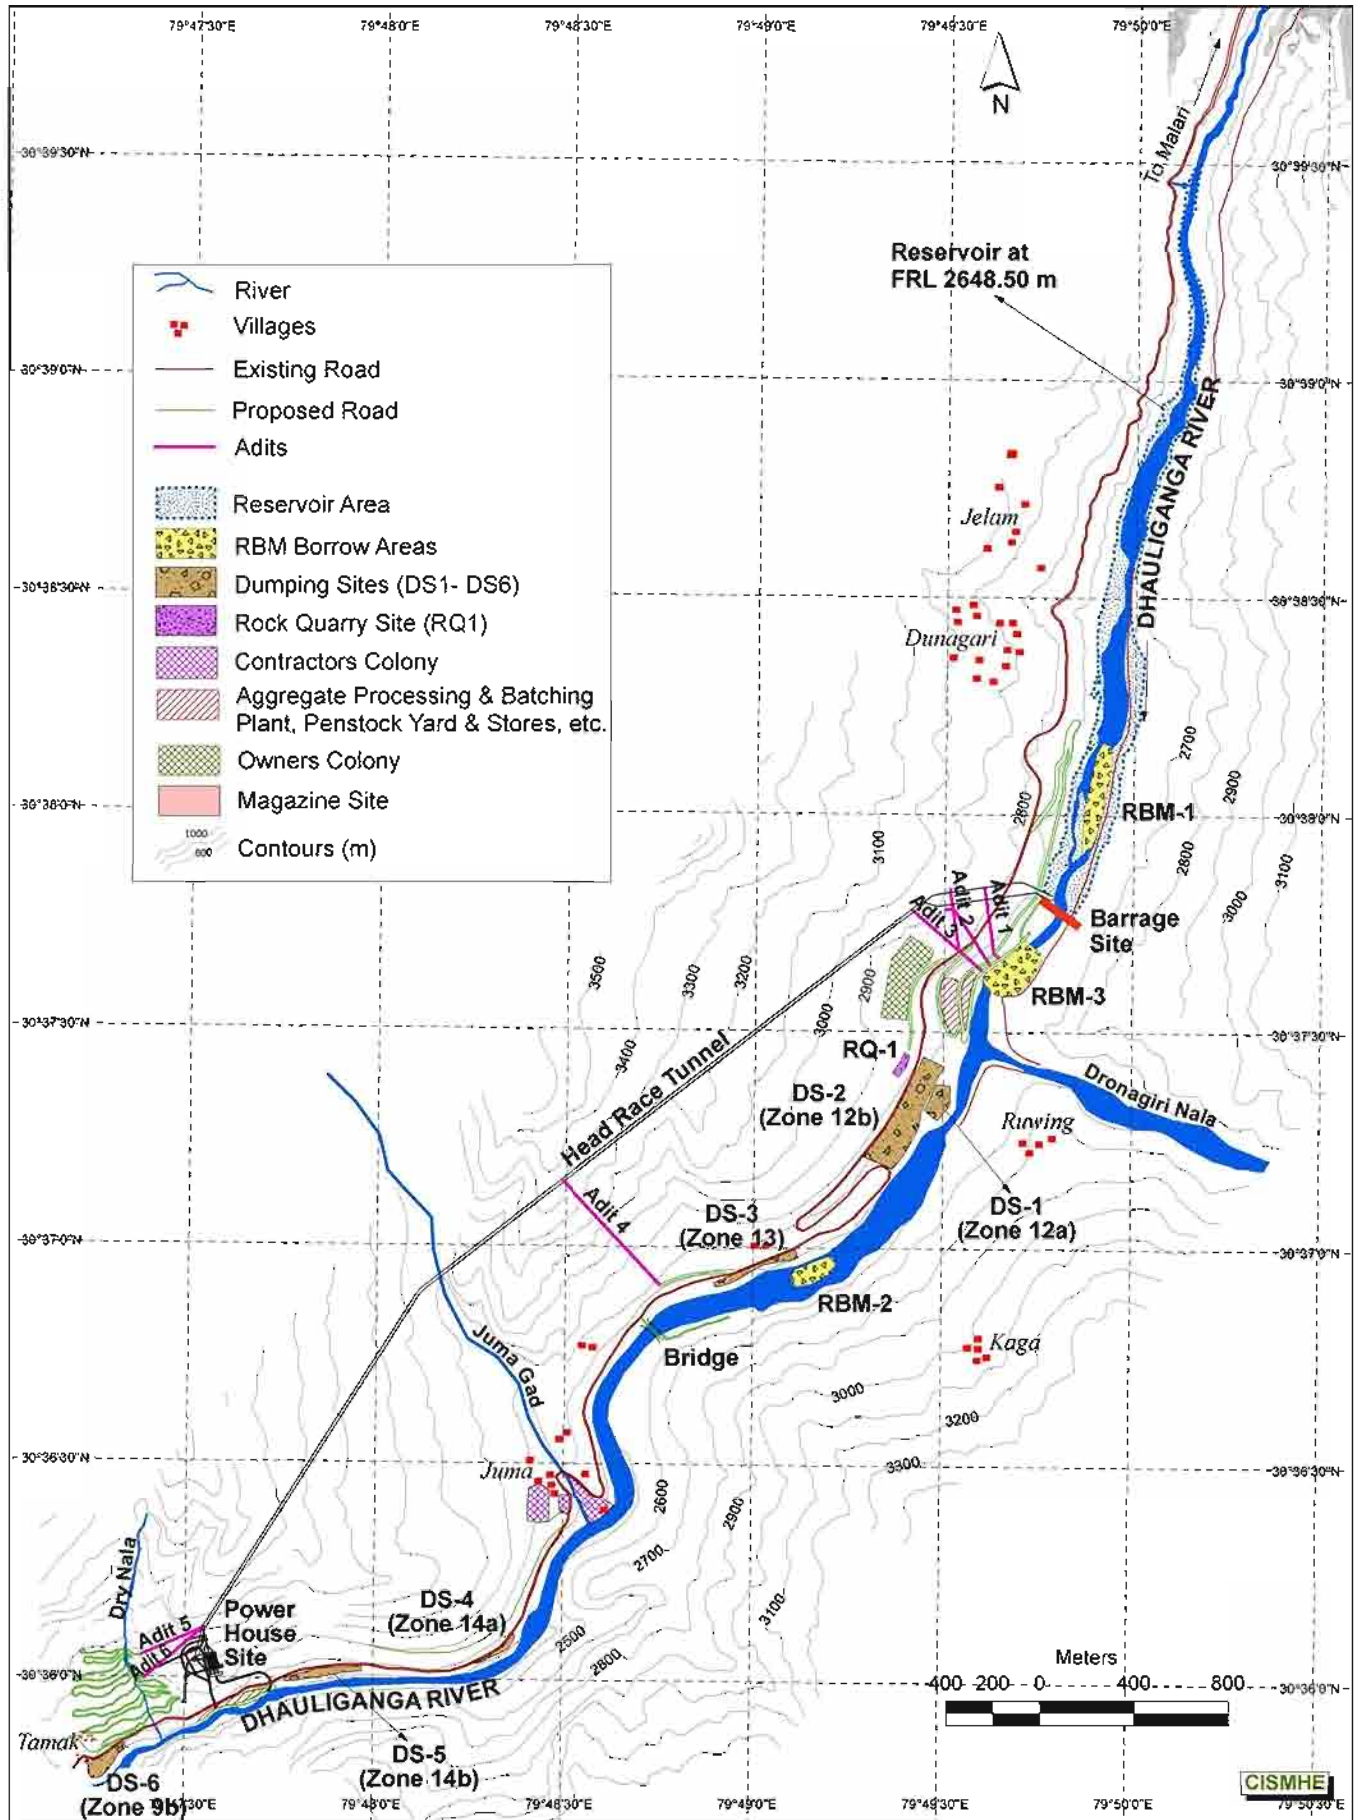 79°47'30"E
79°48'0"E
79°48'30"E
79°49'0"E
79°49'30"E
79°50'0"E
N
To Malari
30°39'30"N
30°39'30"N
Reservoir at
FRL 2648.50 m
River
Villages
Existing Road
Proposed Road
Adits
Reservoir Area
RBM Borrow Areas
Dumping Sites (DS1- DS6)
Rock Quarry Site (RQ1)
Contractors Colony
Aggregate Processing & Batching
Plant, Penstock Yard & Stores, etc.
Owners Colony
Magazine Site
1000
800
Contours (m)
30°39'0"N
30°39'0"N
DHAULIGANGA RIVER
Jelam
30°38'30"N
30°38'30"N
Dunagari
2700
2900
2800
3100
RBM-1
30°38'0"N
30°38'0"N
2800
3100
3000
Adit 1
Adit 2
Adit 3
Barrage
Site
3500
3300
3200
2900
3000
RBM-3
30°37'30"N
30°37'30"N
3400
Head Race Tunnel
RQ-1
DS-2
(Zone 12b)
Dronagiri Nala
Ruwing
Adit 4
DS-3
(Zone 13)
DS-1
(Zone 12a)
30°37'0"N
30°37'0"N
RBM-2
Juma Gad
Bridge
Kaga
3000
3200
3300
30°36'30"N
30°36'30"N
Juma
2600
2900
2700
3100
Dry Nala
DS-4
(Zone 14a)
Power
House
Site
Adit 5
Adit 6
2500
2800
30°36'0"N
30°36'0"N
DHAULIGANGA RIVER
Meters
400 200 0 400 800
Tamak
DS-5
(Zone 14b)
DS-6
(Zone 9b)
CISMHE
79°48'0"E
79°48'30"E
79°49'0"E
79°49'30"E
79°50'0"E
79°50'30"E